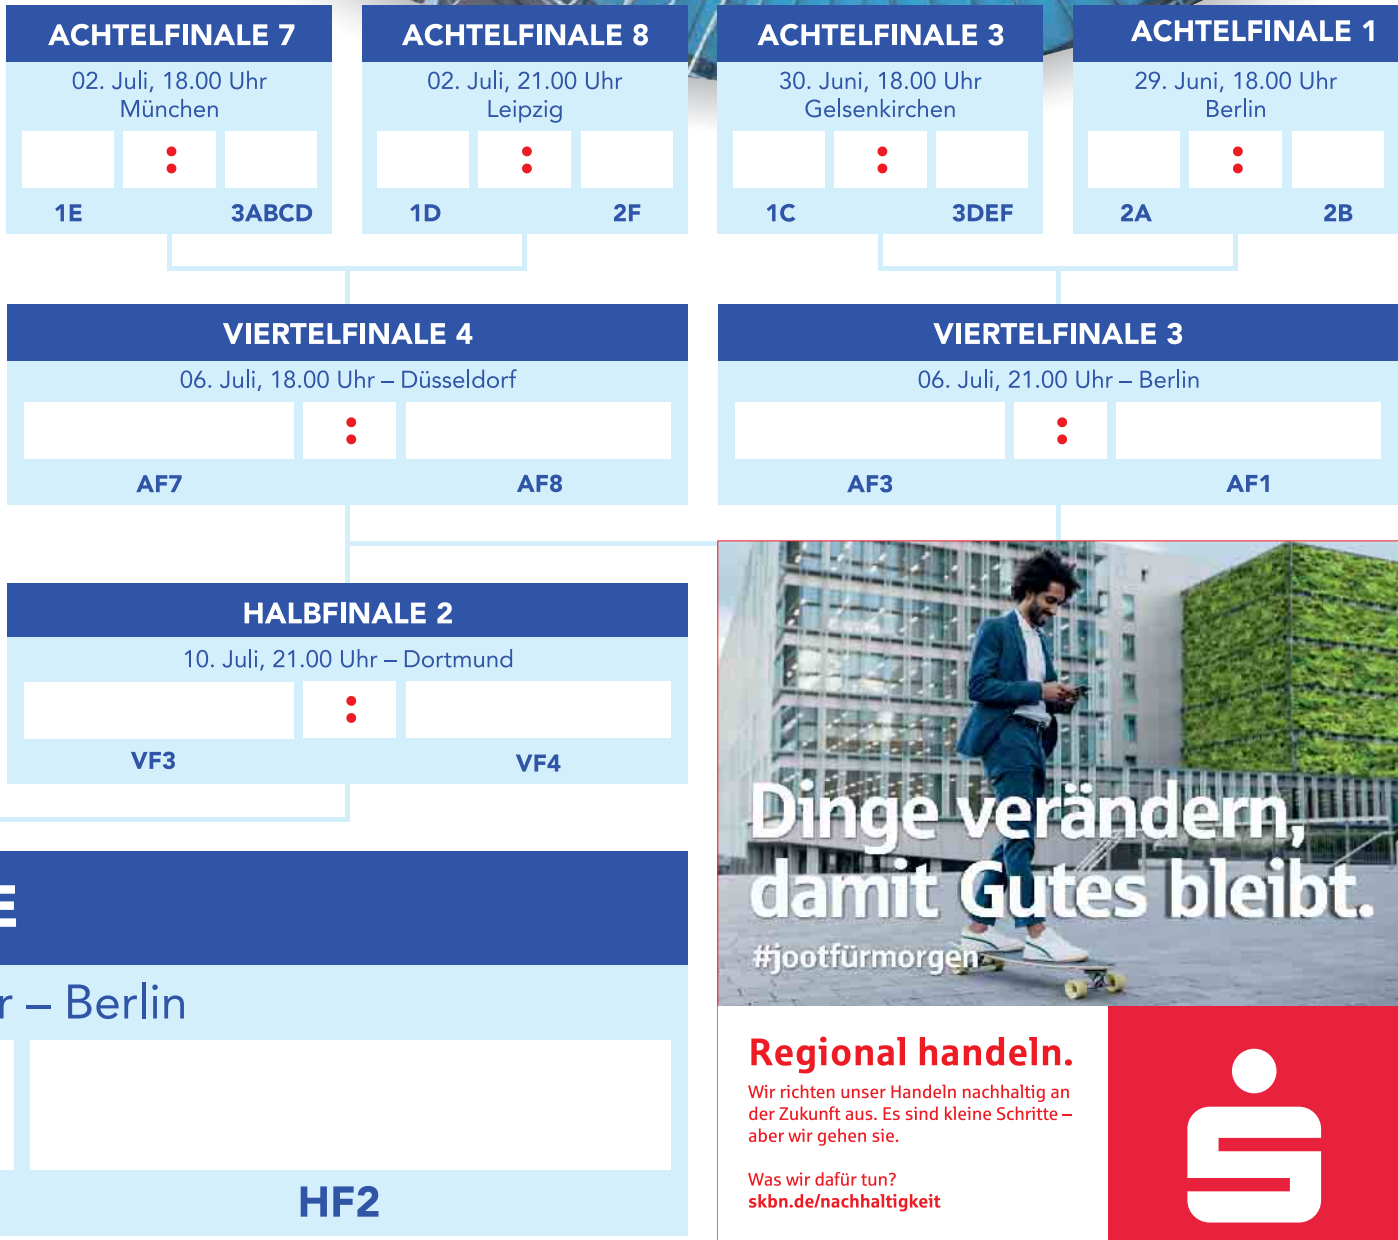 ACHTELFINALE 7
02. Juli, 18.00 Uhr
München
:
1E 3ABCD
ACHTELFINALE 8
02. Juli, 21.00 Uhr
Leipzig
:
1D 2F
ACHTELFINALE 3
30. Juni, 18.00 Uhr
Gelsenkirchen
:
1C 3DEF
ACHTELFINALE 1
29. Juni, 18.00 Uhr
Berlin
:
2A 2B
VIERTELFINALE 4
06. Juli, 18.00 Uhr – Düsseldorf
:
AF7 AF8
VIERTELFINALE 3
06. Juli, 21.00 Uhr – Berlin
:
AF3 AF1
HALBFINALE 2
10. Juli, 21.00 Uhr – Dortmund
:
VF3 VF4
E
r – Berlin
HF2
Dinge verändern,
damit Gutes bleibt.
#jootfürmorgen
Regional handeln.
Wir richten unser Handeln nachhaltig an
der Zukunft aus. Es sind kleine Schritte –
aber wir gehen sie.
Was wir dafür tun?
skbn.de/nachhaltigkeit